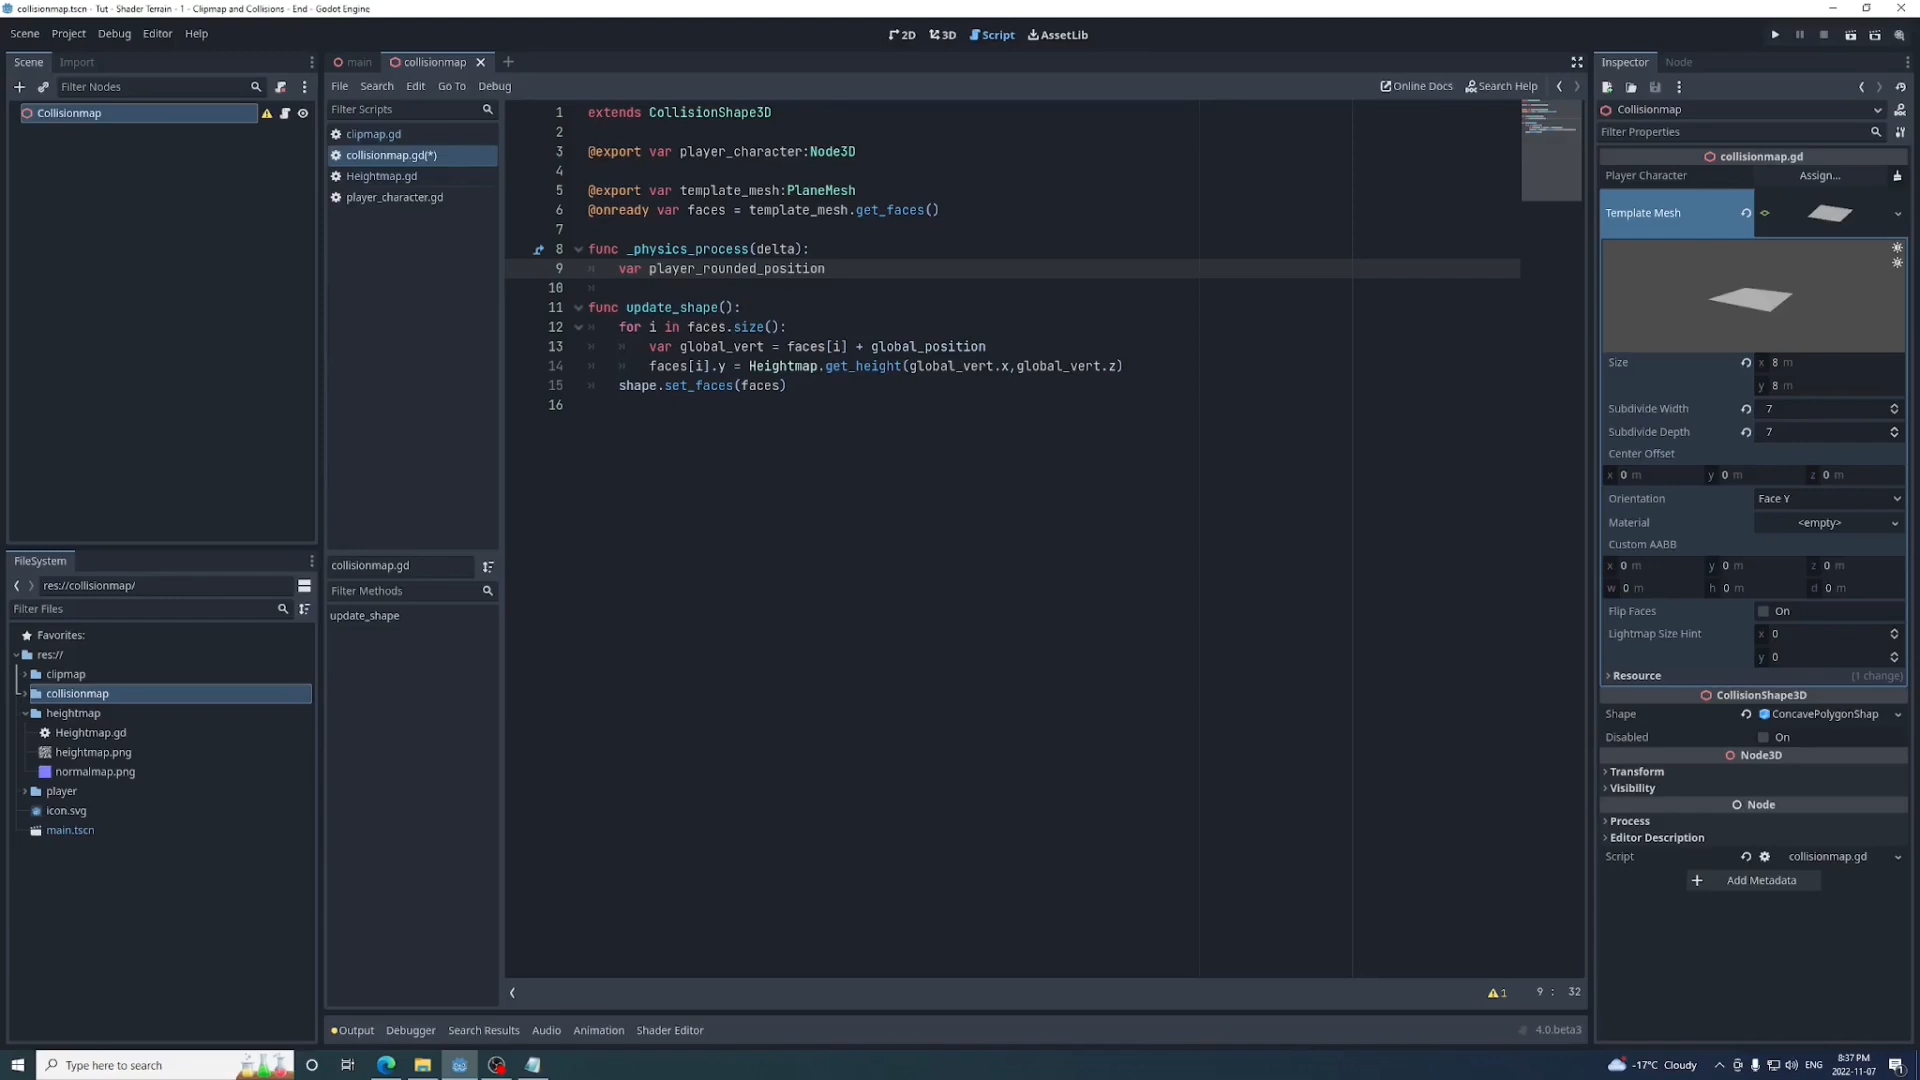 collisionmap.tscn - Tut - Shader Terrain - 1 - Clipmap and Collisions - End - Godot Engine
Scene Project Debug Editor Help
2D 3D Script AssetLib
Scene Import
Filter Nodes
Collisionmap
main collisionmap
File Search Edit Go To Debug
Online Docs Search Help
Filter Scripts
clipmap.gd
collisionmap.gd(*)
Heightmap.gd
player_character.gd
collisionmap.gd
Filter Methods
update_shape
1 extends CollisionShape3D
2
3 @export var player_character:Node3D
4
5 @export var template_mesh:PlaneMesh
6 @onready var faces = template_mesh.get_faces()
7
8 func _physics_process(delta):
9 var player_rounded_position
10
11 func update_shape():
12 for i in faces.size():
13 var global_vert = faces[i] + global_position
14 faces[i].y = Heightmap.get_height(global_vert.x,global_vert.z)
15 shape.set_faces(faces)
16
1 9 : 32
Output Debugger Search Results Audio Animation Shader Editor
4.0.beta3
FileSystem
res://collisionmap/
Filter Files
Favorites:
res://
clipmap
collisionmap
heightmap
Heightmap.gd
heightmap.png
normalmap.png
player
icon.svg
main.tscn
Inspector Node
Collisionmap
Filter Properties
collisionmap.gd
Player Character Assign...
Template Mesh
Size x 8 m
y 8 m
Subdivide Width 7
Subdivide Depth 7
Center Offset
x 0 m y 0 m z 0 m
Orientation Face Y
Material <empty>
Custom AABB
x 0 m y 0 m z 0 m
w 0 m h 0 m d 0 m
Flip Faces On
Lightmap Size Hint x 0
y 0
Resource (1 change)
CollisionShape3D
Shape ConcavePolygonShap
Disabled On
Node3D
Transform
Visibility
Node
Process
Editor Description
Script collisionmap.gd
Add Metadata
Type here to search
-17°C Cloudy ENG 8:37 PM
2022-11-07